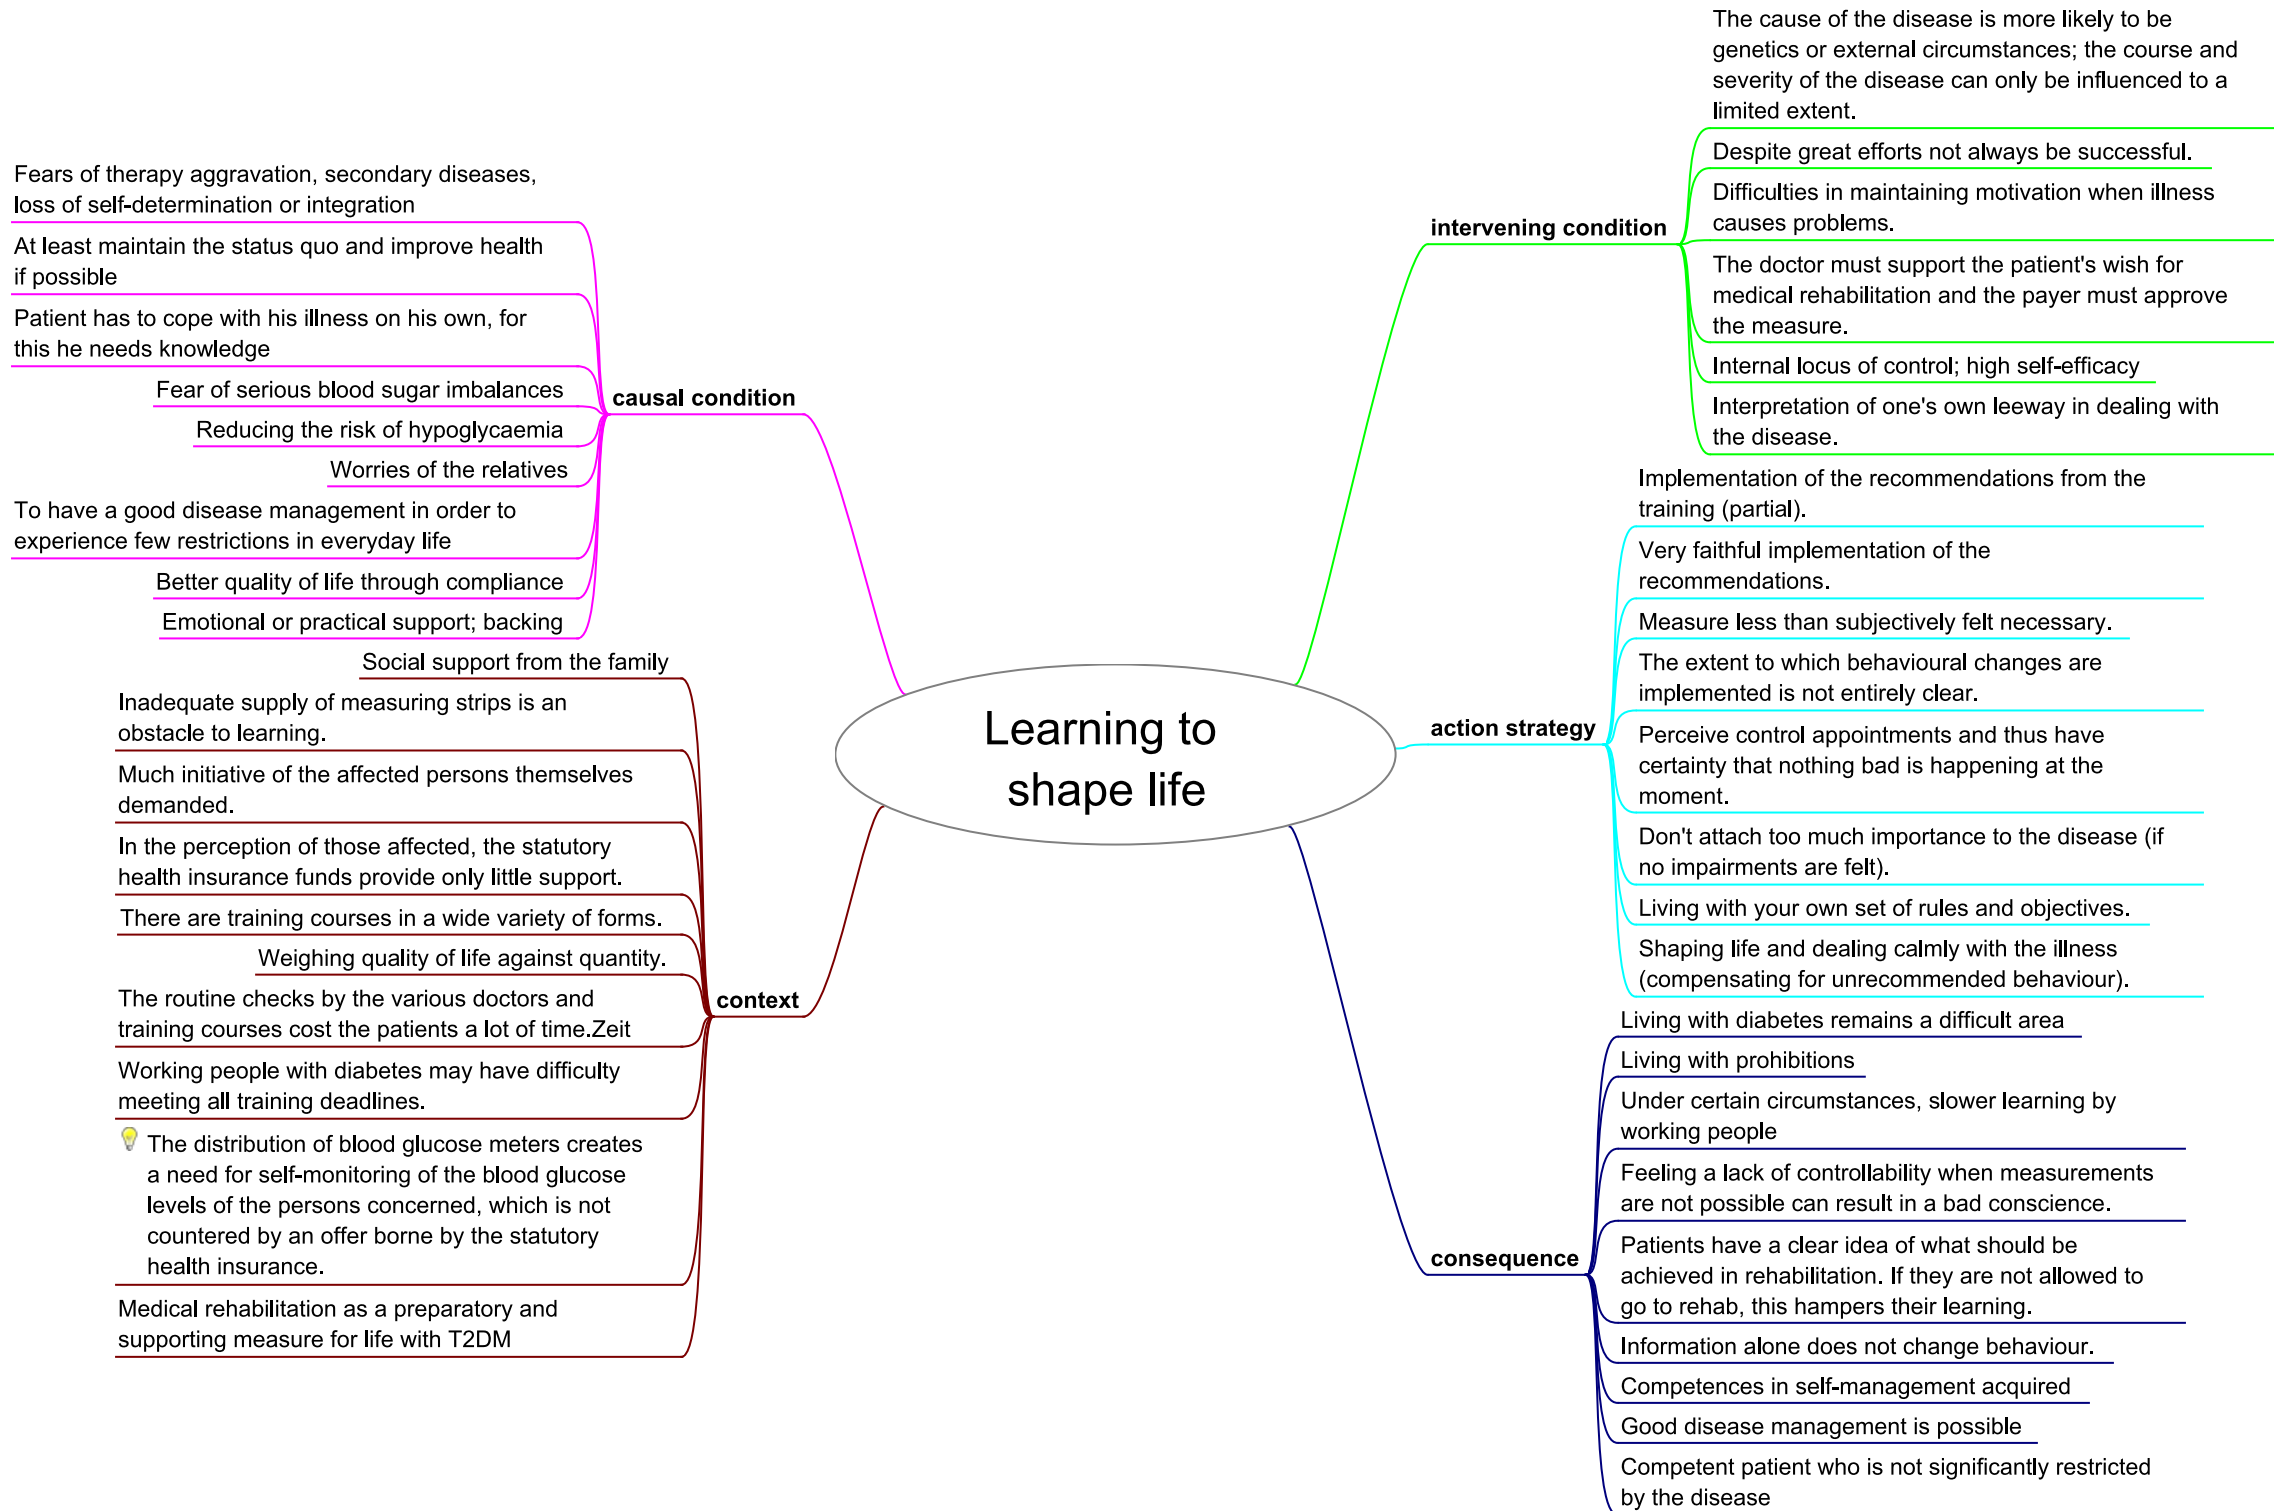 Learning to
shape life
causal condition
Fears of therapy aggravation, secondary diseases,
loss of self-determination or integration
At least maintain the status quo and improve health
if possible
Patient has to cope with his illness on his own, for
this he needs knowledge
Fear of serious blood sugar imbalances
Reducing the risk of hypoglycaemia
Worries of the relatives
To have a good disease management in order to
experience few restrictions in everyday life
Better quality of life through compliance
Emotional or practical support; backing
context
Social support from the family
Inadequate supply of measuring strips is an
obstacle to learning.
Much initiative of the affected persons themselves
demanded.
In the perception of those affected, the statutory
health insurance funds provide only little support.
There are training courses in a wide variety of forms.
Weighing quality of life against quantity.
The routine checks by the various doctors and
training courses cost the patients a lot of time.Zeit
Working people with diabetes may have difficulty
meeting all training deadlines.
The distribution of blood glucose meters creates
a need for self-monitoring of the blood glucose
levels of the persons concerned, which is not
countered by an offer borne by the statutory
health insurance.
Medical rehabilitation as a preparatory and
supporting measure for life with T2DM
intervening condition
The cause of the disease is more likely to be
genetics or external circumstances; the course and
severity of the disease can only be influenced to a
limited extent.
Despite great efforts not always be successful.
Difficulties in maintaining motivation when illness
causes problems.
The doctor must support the patient's wish for
medical rehabilitation and the payer must approve
the measure.
Internal locus of control; high self-efficacy
Interpretation of one's own leeway in dealing with
the disease.
action strategy
Implementation of the recommendations from the
training (partial).
Very faithful implementation of the
recommendations.
Measure less than subjectively felt necessary.
The extent to which behavioural changes are
implemented is not entirely clear.
Perceive control appointments and thus have
certainty that nothing bad is happening at the
moment.
Don't attach too much importance to the disease (if
no impairments are felt).
Living with your own set of rules and objectives.
Shaping life and dealing calmly with the illness
(compensating for unrecommended behaviour).
consequence
Living with diabetes remains a difficult area
Living with prohibitions
Under certain circumstances, slower learning by
working people
Feeling a lack of controllability when measurements
are not possible can result in a bad conscience.
Patients have a clear idea of what should be
achieved in rehabilitation. If they are not allowed to
go to rehab, this hampers their learning.
Information alone does not change behaviour.
Competences in self-management acquired
Good disease management is possible
Competent patient who is not significantly restricted
by the disease